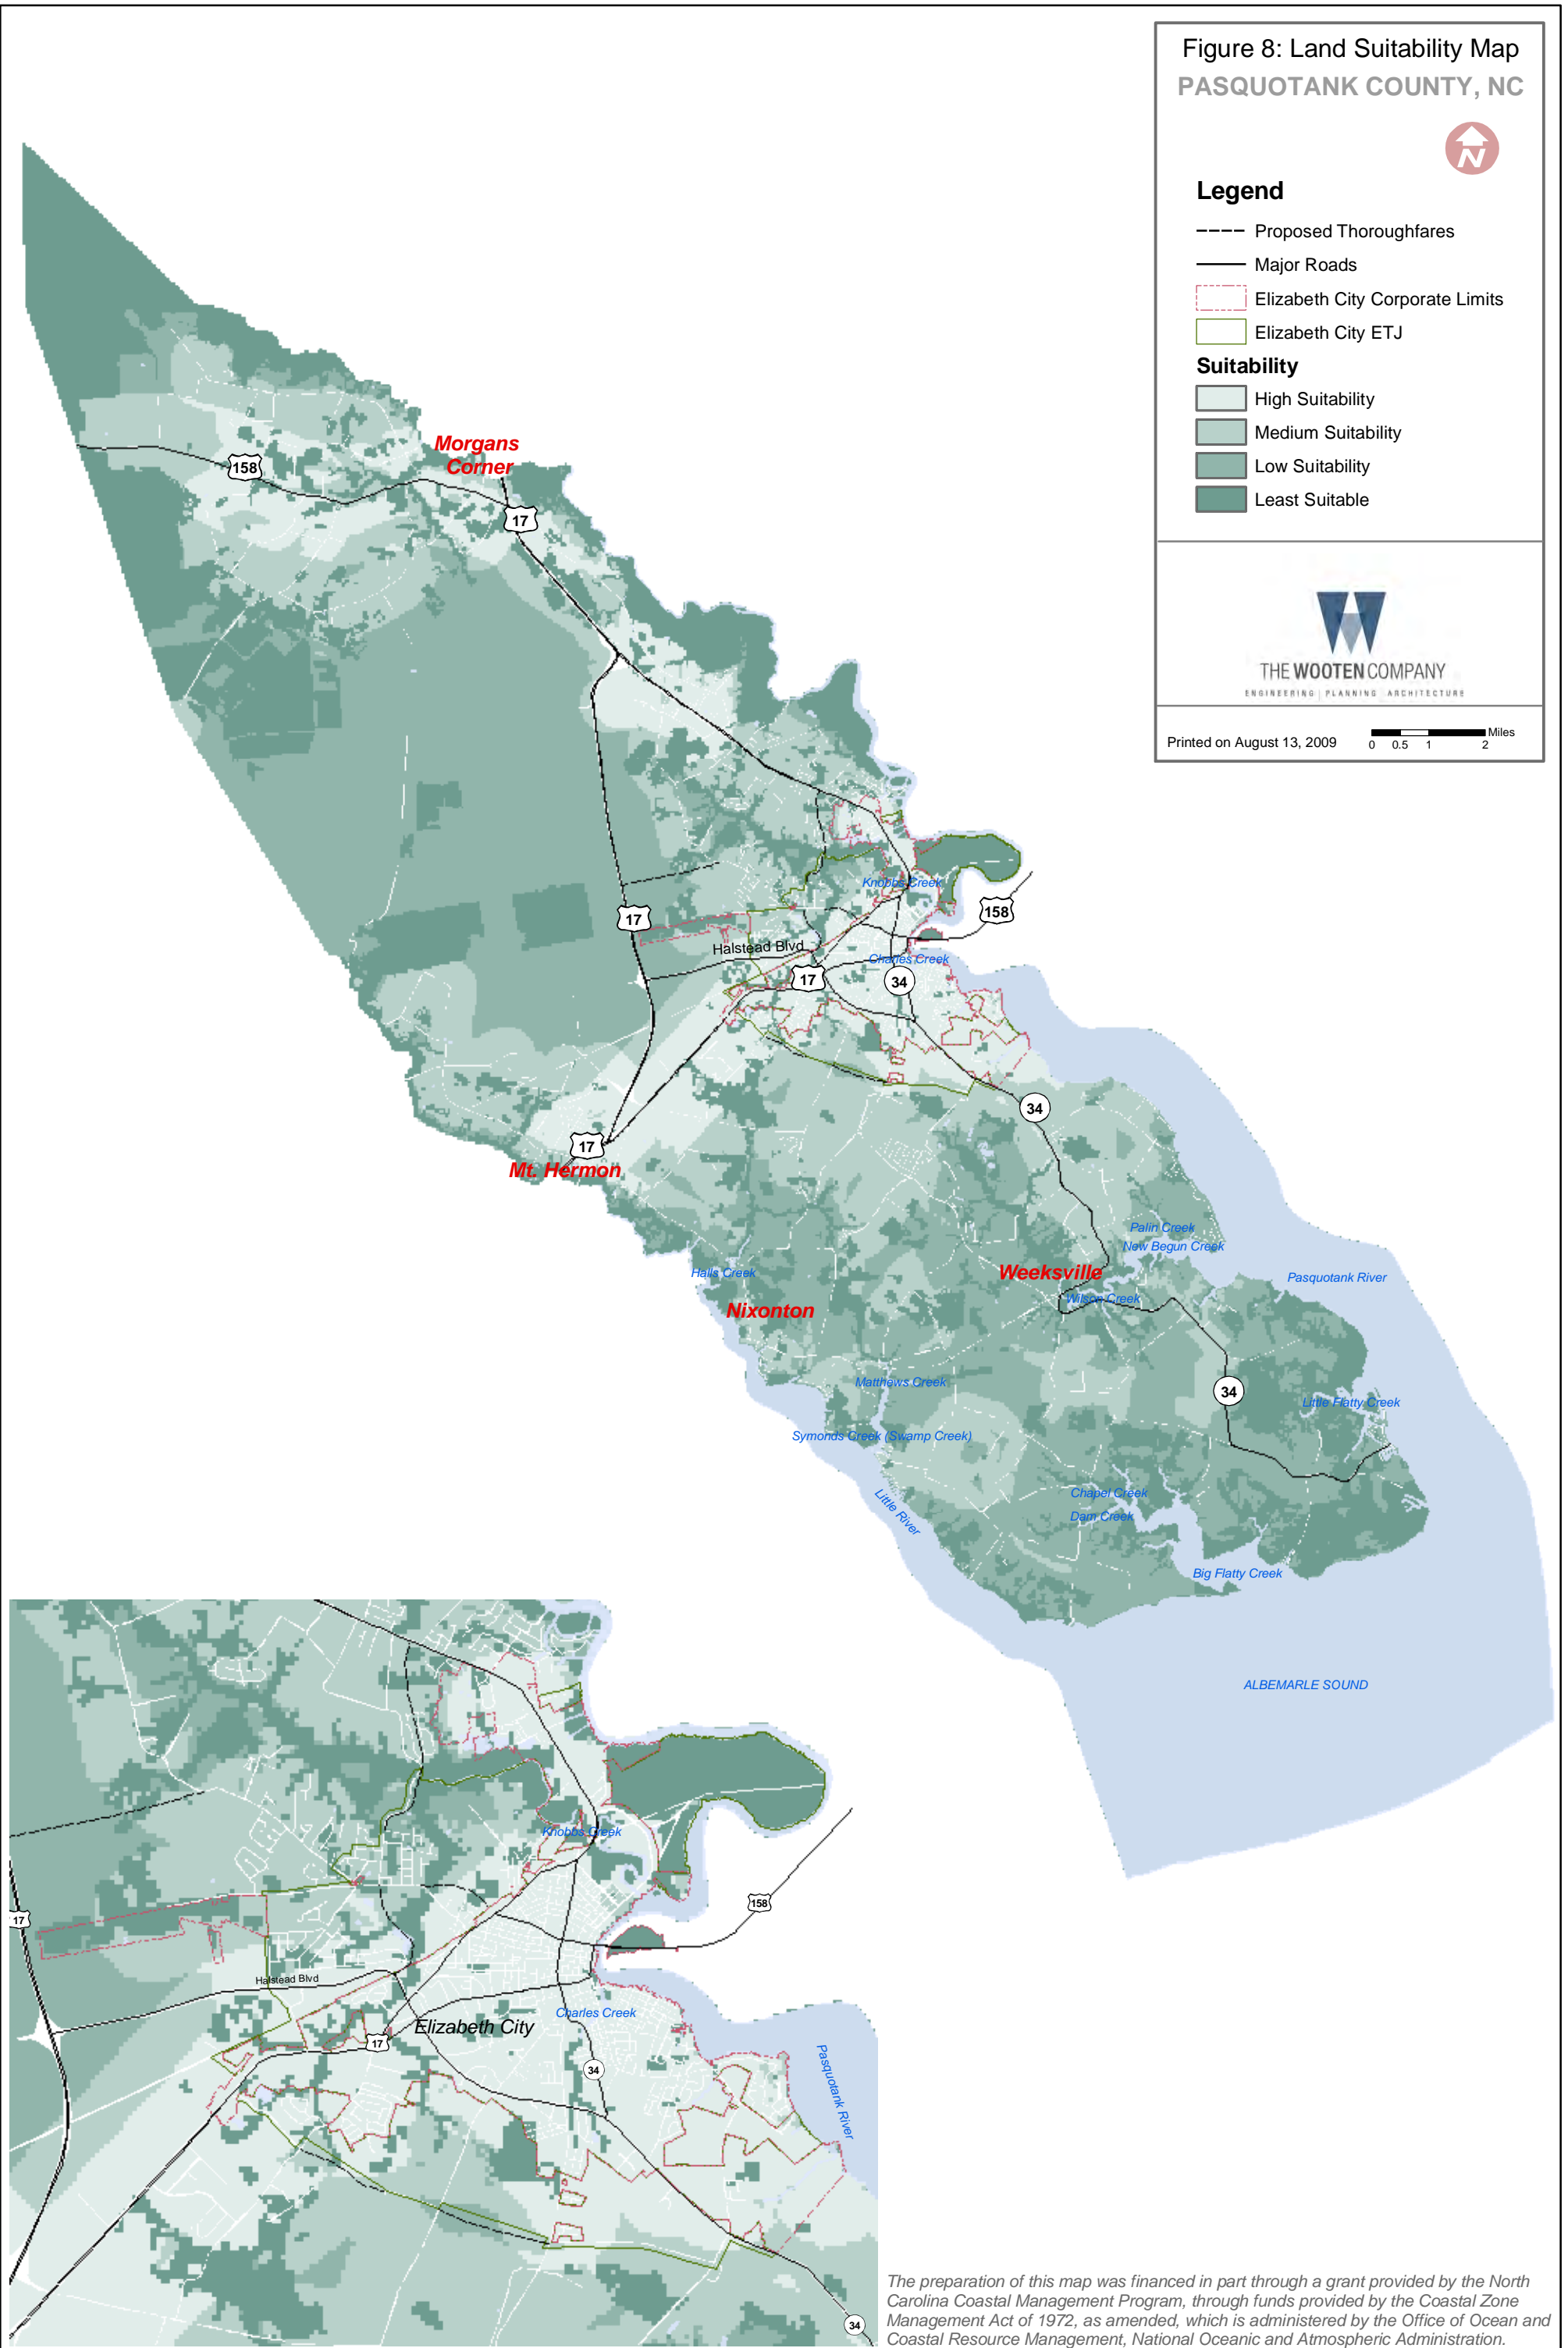 Figure 8: Land Suitability Map
PASQUOTANK COUNTY, NC
N
Legend
Proposed Thoroughfares
Major Roads
Elizabeth City Corporate Limits
Elizabeth City ETJ
Suitability
High Suitability
Medium Suitability
Low Suitability
Least Suitable
THE WOOTEN COMPANY
ENGINEERING | PLANNING | ARCHITECTURE
Printed on August 13, 2009
Miles
0 0.5 1 2
Morgans
Corner
158
17
Knobbs Creek
158
17
Halstead Blvd
Charles Creek
17
34
34
17
Mt. Hermon
Palin Creek
New Begun Creek
Halls Creek
Weeksville
Pasquotank River
Wilson Creek
Nixonton
Matthews Creek
34
Little Flatty Creek
Symonds Creek (Swamp Creek)
Little River
Chapel Creek
Dam Creek
Big Flatty Creek
ALBEMARLE SOUND
Knobbs Creek
158
17
Halstead Blvd
Charles Creek
Elizabeth City
17
34
Pasquotank River
34
The preparation of this map was financed in part through a grant provided by the North
Carolina Coastal Management Program, through funds provided by the Coastal Zone
Management Act of 1972, as amended, which is administered by the Office of Ocean and
Coastal Resource Management, National Oceanic and Atmospheric Administration.